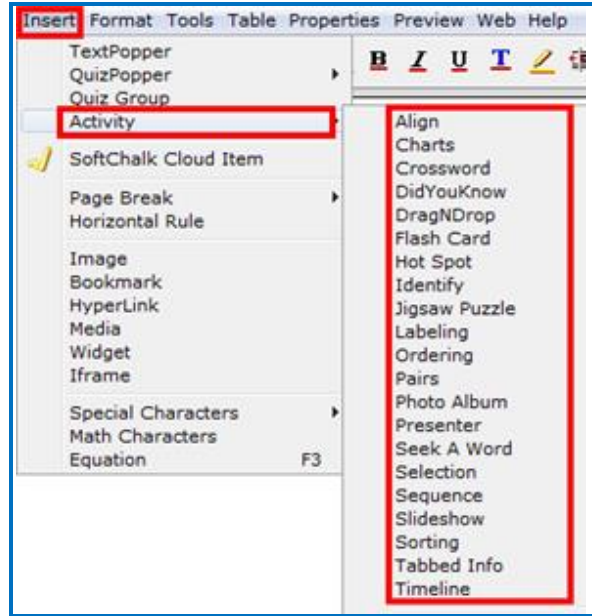 Insert Format Tools Table Properties Preview Web Help
TextPopper
QuizPopper
Quiz Group
Activity
SoftChalk Cloud Item
Page Break
Horizontal Rule
Image
Bookmark
HyperLink
Media
Widget
Iframe
Special Characters
Math Characters
Equation F3
B I U T
Align
Charts
Crossword
DidYouKnow
DragNDrop
Flash Card
Hot Spot
Identify
Jigsaw Puzzle
Labeling
Ordering
Pairs
Photo Album
Presenter
Seek A Word
Selection
Sequence
Slideshow
Sorting
Tabbed Info
Timeline